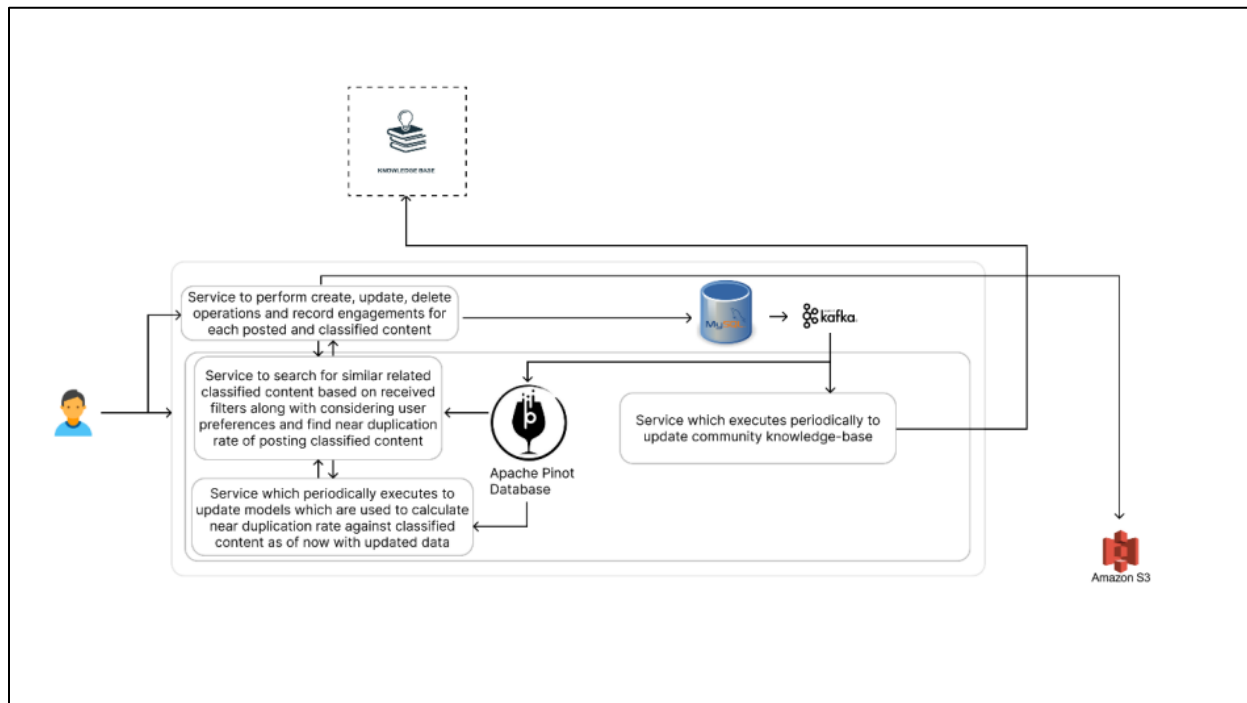 KNOWLEDGE BASE
Service to perform create, update, delete
operations and record engagements for
each posted and classified content
MySQL
kafka
Service to search for similar related
classified content based on received
filters along with considering user
preferences and find near duplication
rate of posting classified content
Apache Pinot
Database
Service which executes periodically to
update community knowledge-base
Service which periodically executes to
update models which are used to calculate
near duplication rate against classified
content as of now with updated data
Amazon S3